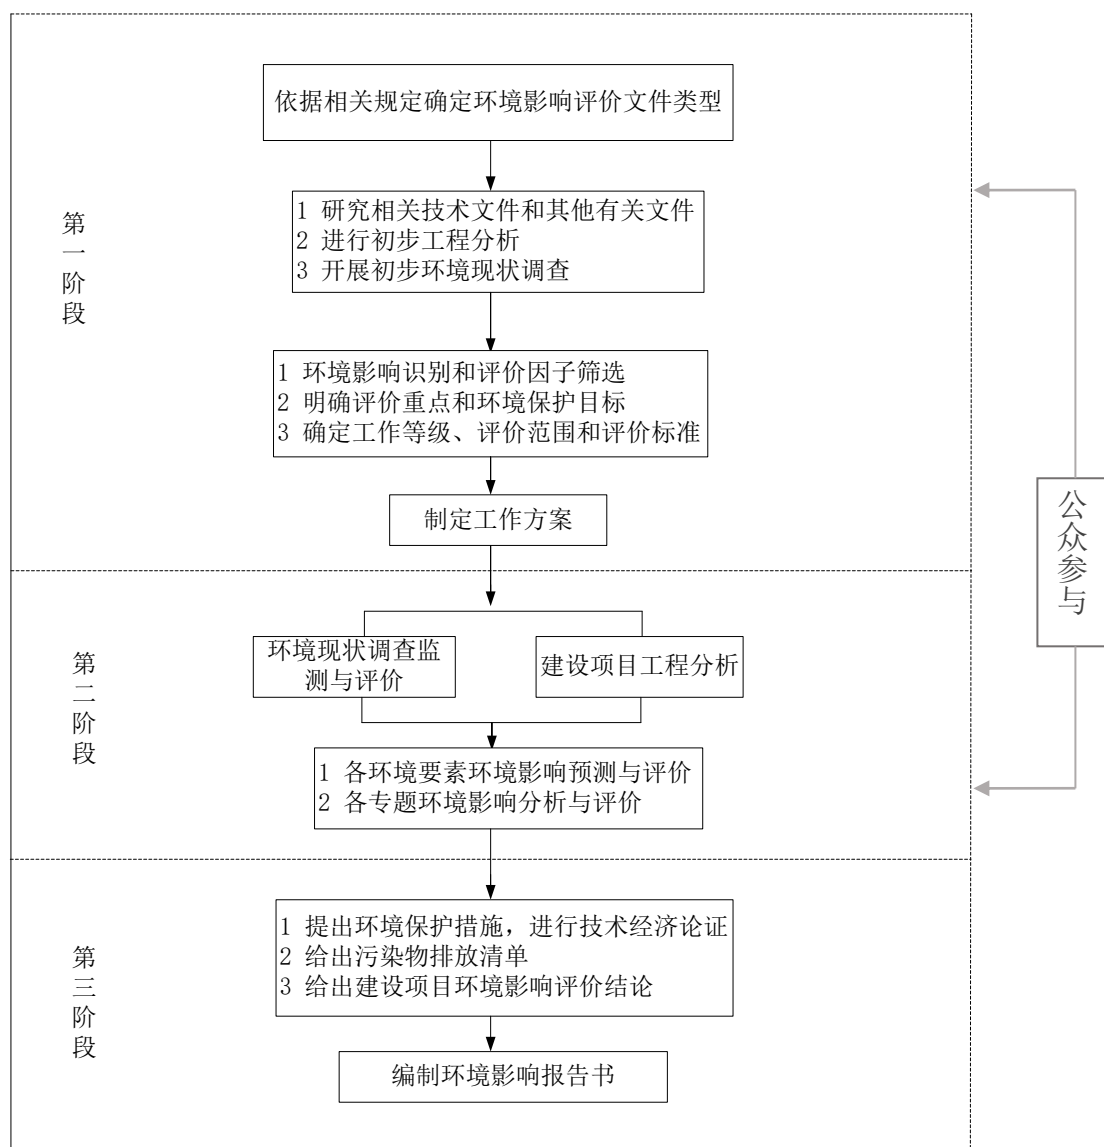 依据相关规定确定环境影响评价文件类型
1 研究相关技术文件和其他有关文件
2 进行初步工程分析
3 开展初步环境现状调查
第一阶段
1 环境影响识别和评价因子筛选
2 明确评价重点和环境保护目标
3 确定工作等级、评价范围和评价标准
制定工作方案
公众参与
环境现状调查监
测与评价
建设项目工程分析
第二阶段
1 各环境要素环境影响预测与评价
2 各专题环境影响分析与评价
1 提出环境保护措施，进行技术经济论证
2 给出污染物排放清单
3 给出建设项目环境影响评价结论
第三阶段
编制环境影响报告书